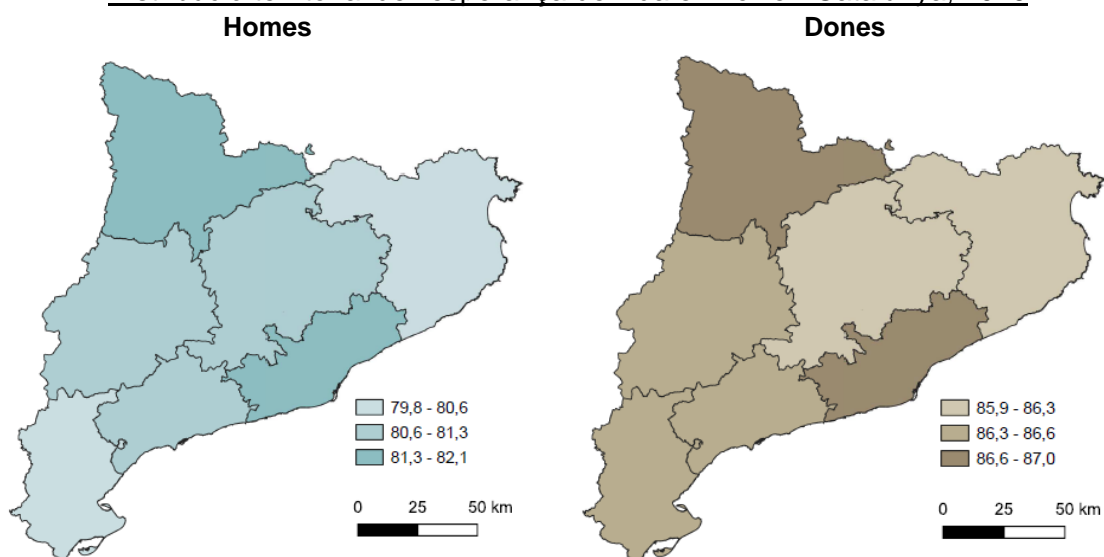 Homes
Dones
79,8 - 80,6
80,6 - 81,3
81,3 - 82,1
0 25 50 km
85,9 - 86,3
86,3 - 86,6
86,6 - 87,0
0 25 50 km